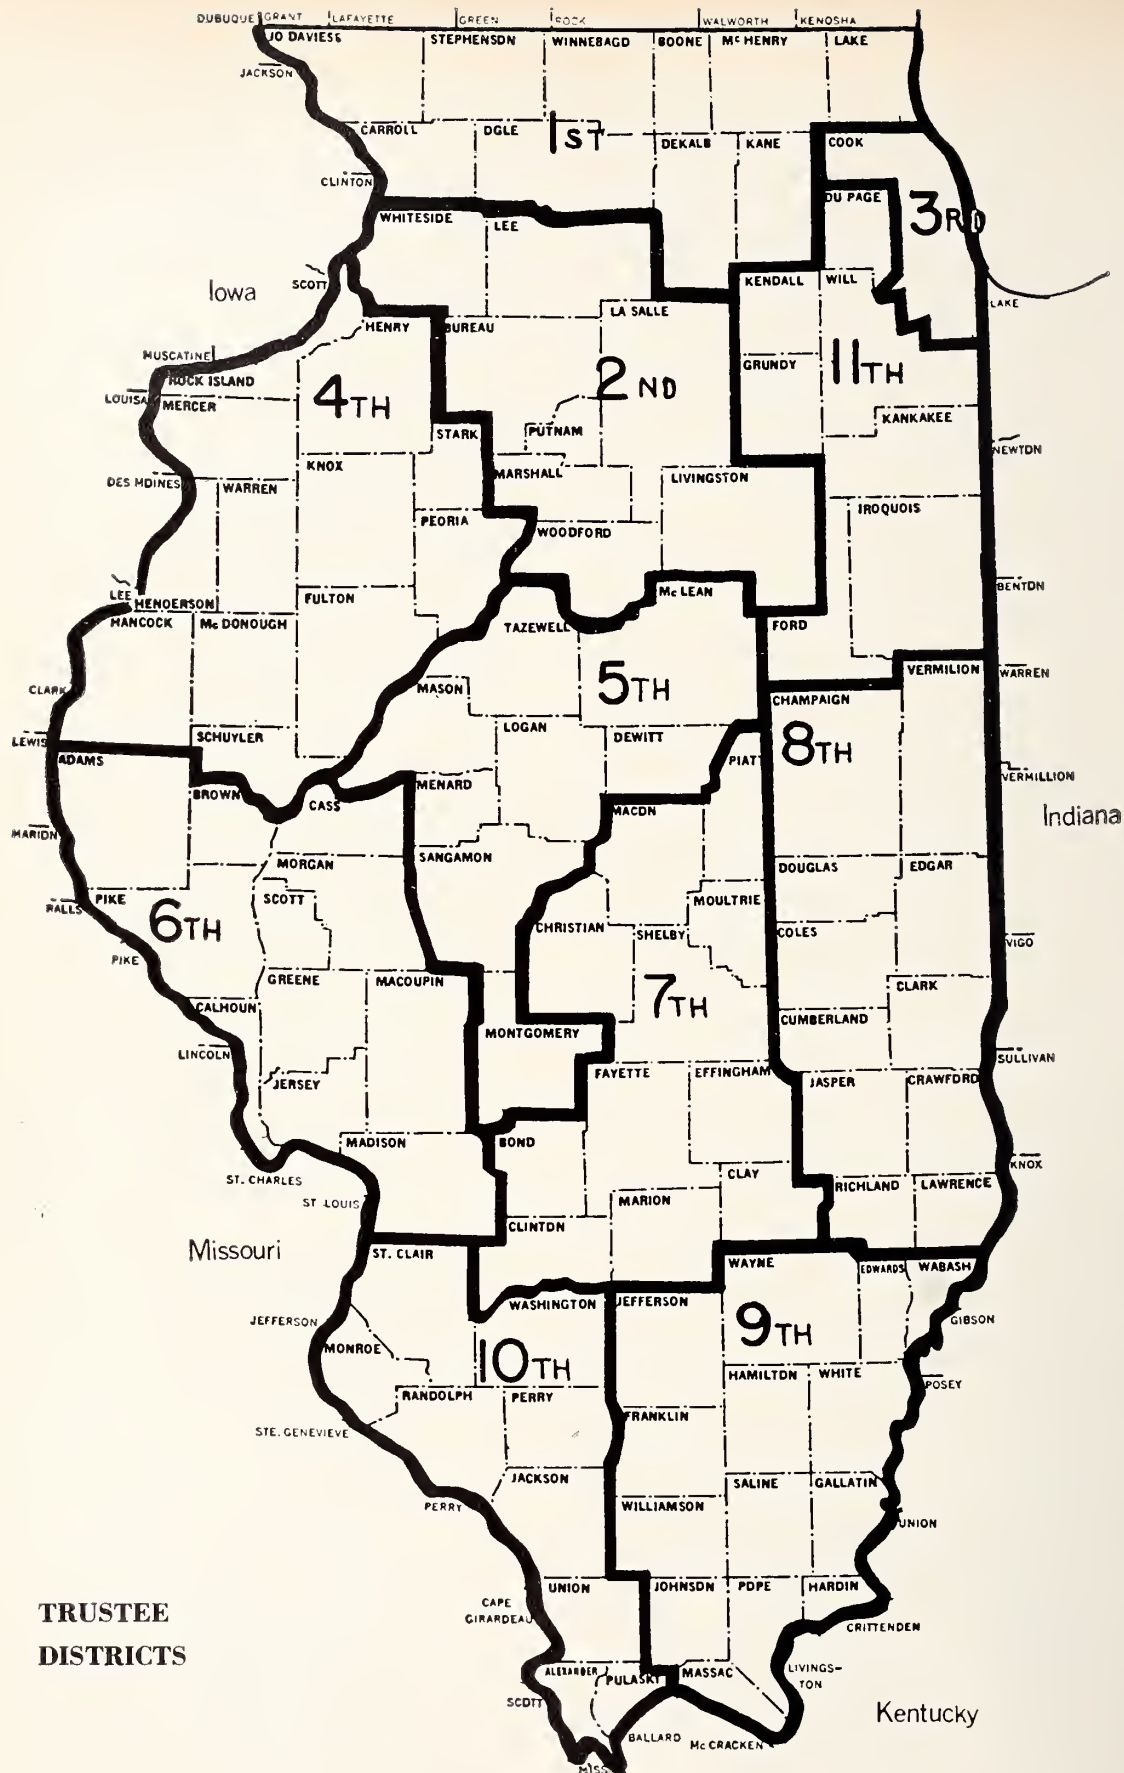 DUBUQUE GRANT LAFAYETTE GREEN ROCK WALWORTH KENOSHA
JO DAVIESS STEPHENSON WINNEBAGO BOONE McHENRY LAKE
JACKSON
CARROLL OGLE 1ST DEKALB KANE COOK
CLINTON
WHITESIDE LEE DU PAGE 3RD
Iowa SCOTT KENDALL WILL
LAKE
HENRY BUREAU LA SALLE
MUSCATINE
ROCK ISLAND GRUNDY 11TH
LOUISA MERCER 4TH 2ND
STARK PUTNAM KANKAKEE
NEWTON
KNOX MARSHALL LIVINGSTON
DES MOINES WARREN
PEORIA WOODFORD IROQUOIS
LEE HENDERSON FULTON McLEAN BENTON
HANCOCK McDONOUGH TAZEWELL FORD
VERMILION WARREN
CLARK MASON 5TH CHAMPAIGN
LOGAN DEWITT
LEWIS SCHUYLER
ADAMS PIATT 8TH
MENARD VERMILLION
BROWN CASS MACON
Indiana
MARION
MORGAN SANGAMON DOUGLAS EDGAR
RALLS PIKE SCOTT MOULTRIE
6TH CHRISTIAN SHELBY COLES
VIGO
PIKE
GREENE MACOUPIN 7TH CLARK
CALHOUN CUMBERLAND
MONTGOMERY
LINCOLN SULLIVAN
JERSEY FAYETTE EFFINGHAM JASPER CRAWFORD
MADISON BOND
KNOX
ST. CHARLES CLAY RICHLAND LAWRENCE
ST LOUIS MARION
CLINTON
Missouri ST. CLAIR WAYNE EDWARDS WABASH
WASHINGTON JEFFERSON
JEFFERSON GIBSON
MONROE 10TH 9TH
HAMILTON WHITE POSEY
RANDOLPH PERRY
STE. GENEVIEVE FRANKLIN
JACKSON SALINE GALLATIN
PERRY WILLIAMSON
UNION
UNION JOHNSON POPE HARDIN
TRUSTEE
DISTRICTS
CAPE
GIRARDEAU
CRITTENDEN
ALEXANDER PULASKI MASSAC
LIVINGS-
TON
SCOTT
Kentucky
BALLARD McCRACKEN
MISS